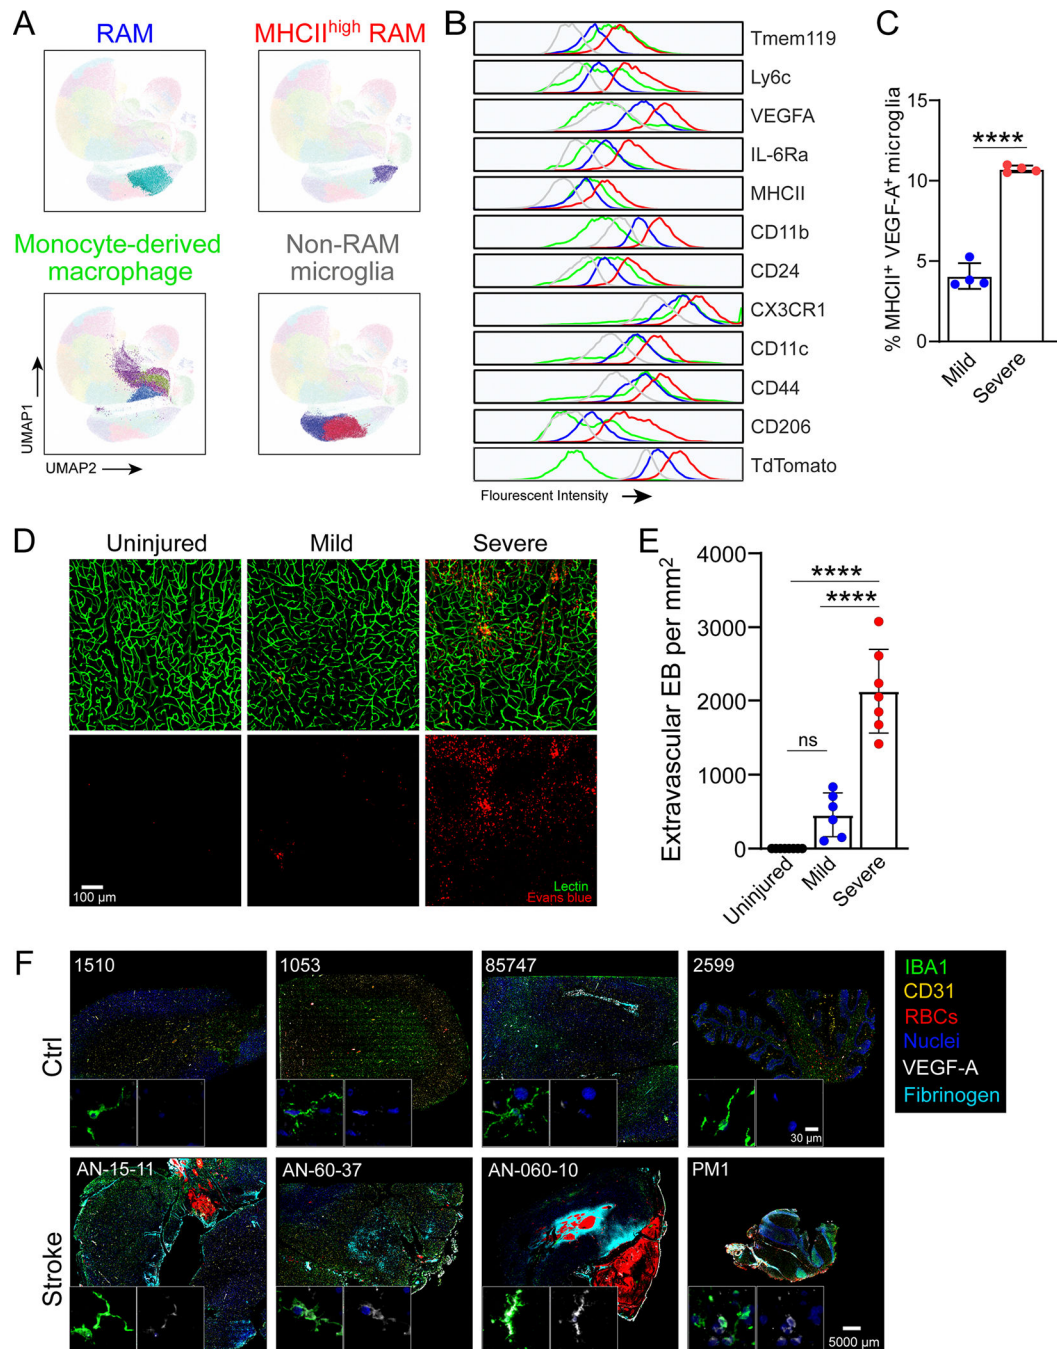 A
RAM
MHCII^high RAM
Monocyte-derived
macrophage
Non-RAM
microglia
UMAP1
UMAP2
B
Tmem119
Ly6c
VEGFA
IL-6Ra
MHCII
CD11b
CD24
CX3CR1
CD11c
CD44
CD206
TdTomato
Flourescent Intensity
C
% MHCII⁺ VEGF-A⁺ microglia
15
10
5
0
****
Mild
Severe
D
Uninjured
Mild
Severe
100 µm
Lectin
Evans blue
E
Extravascular EB per mm²
4000
3000
2000
1000
0
****
****
ns
Uninjured
Mild
Severe
F
Ctrl
1510
1053
85747
2599
30 µm
IBA1
CD31
RBCs
Nuclei
VEGF-A
Fibrinogen
Stroke
AN-15-11
AN-60-37
AN-060-10
PM1
5000 µm